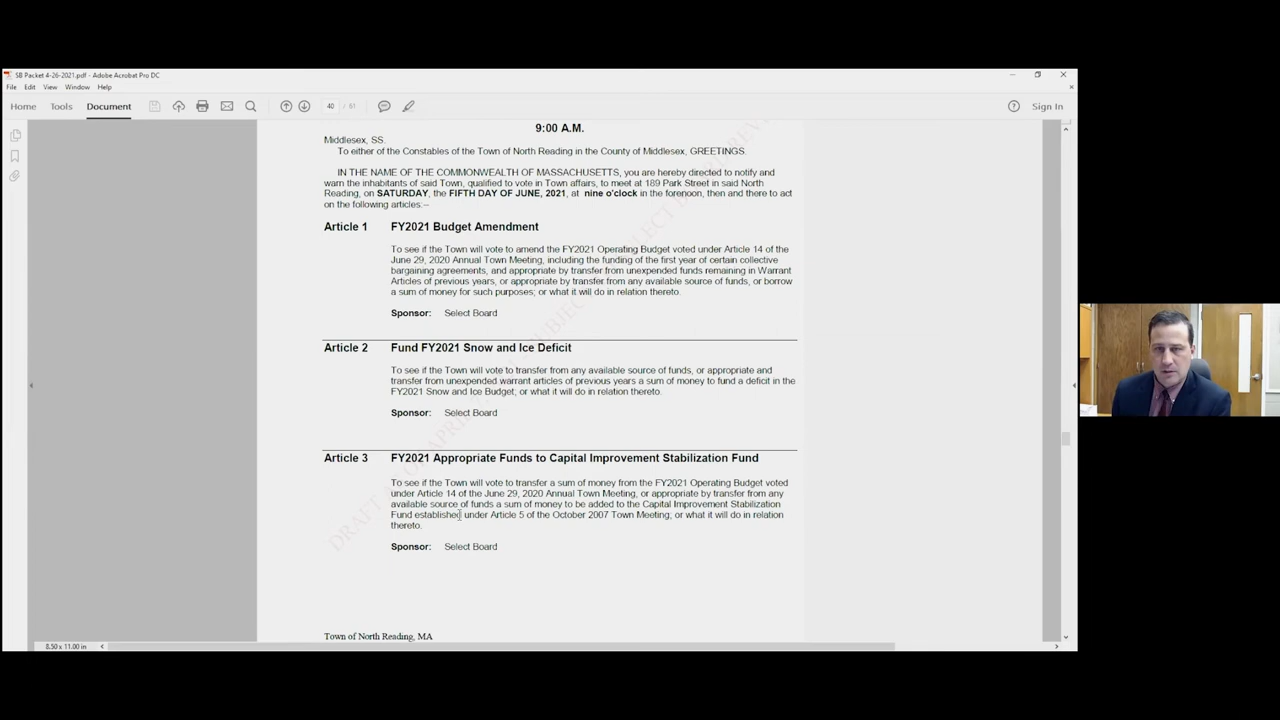 SB Packet 4-26-2021.pdf - Adobe Acrobat Pro DC
File Edit View Window Help
Home Tools Document 40 / 51 Sign In
9:00 A.M.
Middlesex, SS.
To either of the Constables of the Town of North Reading in the County of Middlesex, GREETINGS.
IN THE NAME OF THE COMMONWEALTH OF MASSACHUSETTS, you are hereby directed to notify and
warn the inhabitants of said Town, qualified to vote in Town affairs, to meet at 189 Park Street in said North
Reading, on SATURDAY, the FIFTH DAY OF JUNE, 2021, at nine o'clock in the forenoon, then and there to act
on the following articles:--
Article 1 FY2021 Budget Amendment
To see if the Town will vote to amend the FY2021 Operating Budget voted under Article 14 of the
June 29, 2020 Annual Town Meeting, including the funding of the first year of certain collective
bargaining agreements, and appropriate by transfer from unexpended funds remaining in Warrant
Articles of previous years, or appropriate by transfer from any available source of funds, or borrow
a sum of money for such purposes; or what it will do in relation thereto.
Sponsor: Select Board
Article 2 Fund FY2021 Snow and Ice Deficit
To see if the Town will vote to transfer from any available source of funds, or appropriate and
transfer from unexpended warrant articles of previous years a sum of money to fund a deficit in the
FY2021 Snow and Ice Budget; or what it will do in relation thereto.
Sponsor: Select Board
Article 3 FY2021 Appropriate Funds to Capital Improvement Stabilization Fund
To see if the Town will vote to transfer a sum of money from the FY2021 Operating Budget voted
under Article 14 of the June 29, 2020 Annual Town Meeting, or appropriate by transfer from any
available source of funds a sum of money to be added to the Capital Improvement Stabilization
Fund established under Article 5 of the October 2007 Town Meeting; or what it will do in relation
thereto.
Sponsor: Select Board
Town of North Reading, MA
8.50 x 11.00 in